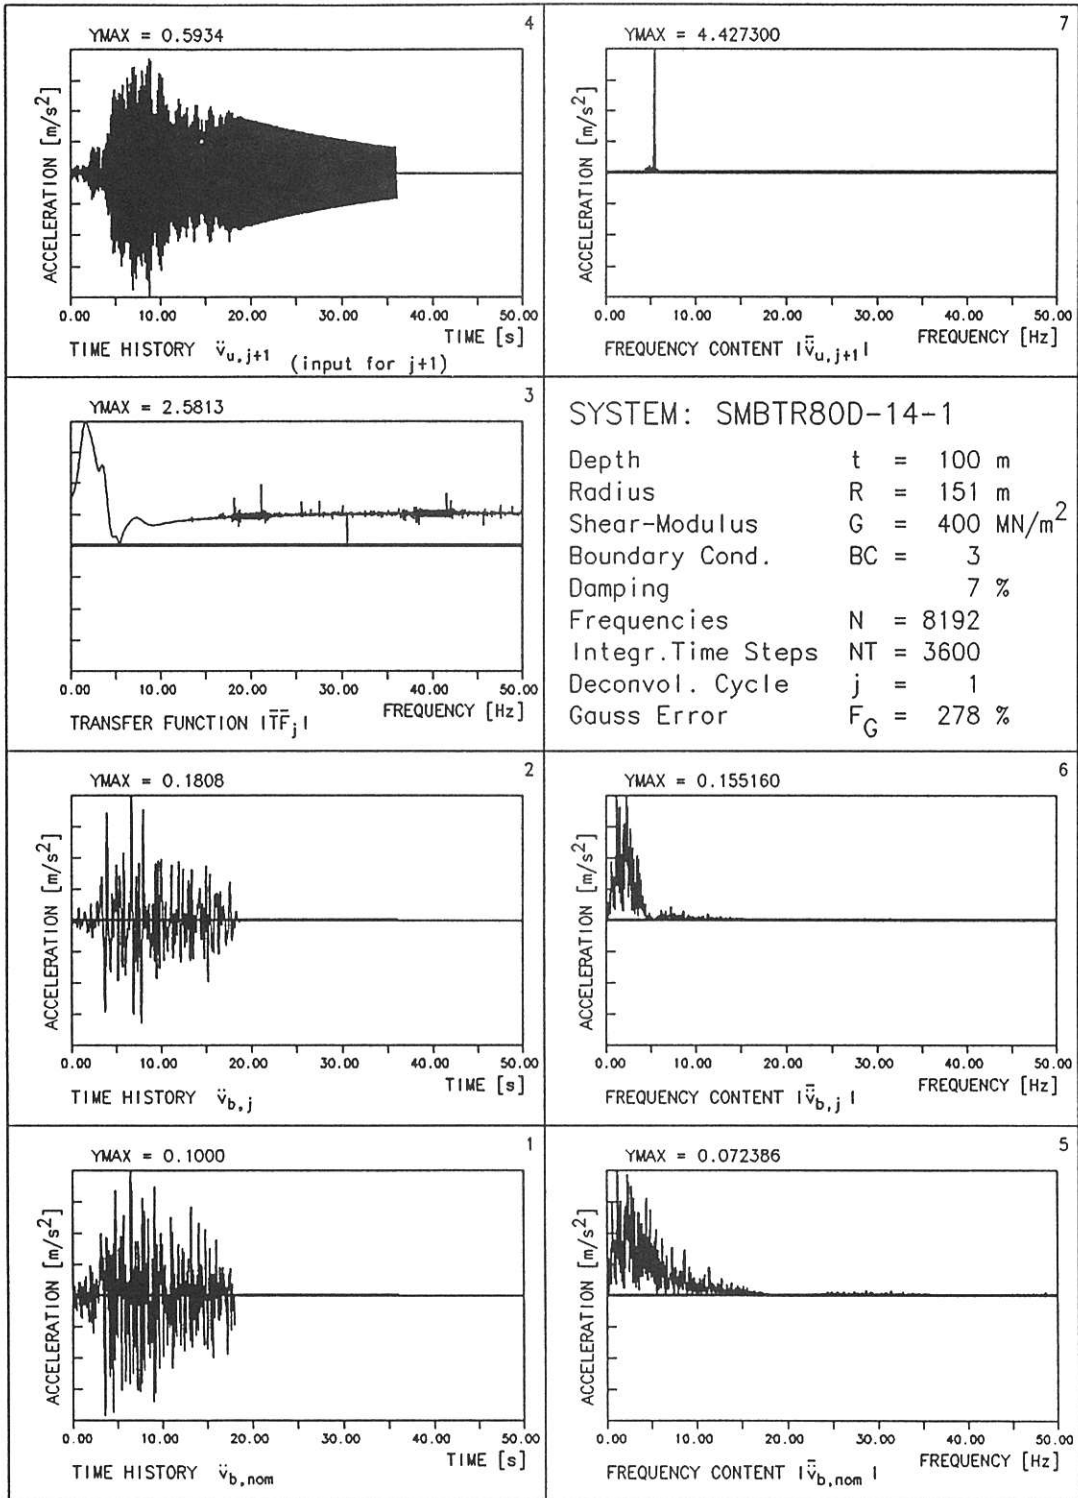 4
YMAX = 0.5934
ACCELERATION [m/s²]
0.00 10.00 20.00 30.00 40.00 50.00
TIME [s]
TIME HISTORY v̈u,j+1 (input for j+1)
7
YMAX = 4.427300
ACCELERATION [m/s²]
0.00 10.00 20.00 30.00 40.00 50.00
FREQUENCY [Hz]
FREQUENCY CONTENT |v̈̄u,j+1|
3
YMAX = 2.5813
0.00 10.00 20.00 30.00 40.00 50.00
FREQUENCY [Hz]
TRANSFER FUNCTION |T̄F̄j|
SYSTEM: SMBTR80D-14-1
Depth t = 100 m
Radius R = 151 m
Shear-Modulus G = 400 MN/m²
Boundary Cond. BC = 3
Damping 7 %
Frequencies N = 8192
Integr.Time Steps NT = 3600
Deconvol. Cycle j = 1
Gauss Error FG = 278 %
2
YMAX = 0.1808
ACCELERATION [m/s²]
0.00 10.00 20.00 30.00 40.00 50.00
TIME [s]
TIME HISTORY v̈b,j
6
YMAX = 0.155160
ACCELERATION [m/s²]
0.00 10.00 20.00 30.00 40.00 50.00
FREQUENCY [Hz]
FREQUENCY CONTENT |v̈̄b,j|
1
YMAX = 0.1000
ACCELERATION [m/s²]
0.00 10.00 20.00 30.00 40.00 50.00
TIME [s]
TIME HISTORY v̈b,nom
5
YMAX = 0.072386
ACCELERATION [m/s²]
0.00 10.00 20.00 30.00 40.00 50.00
FREQUENCY [Hz]
FREQUENCY CONTENT |v̈̄b,nom|